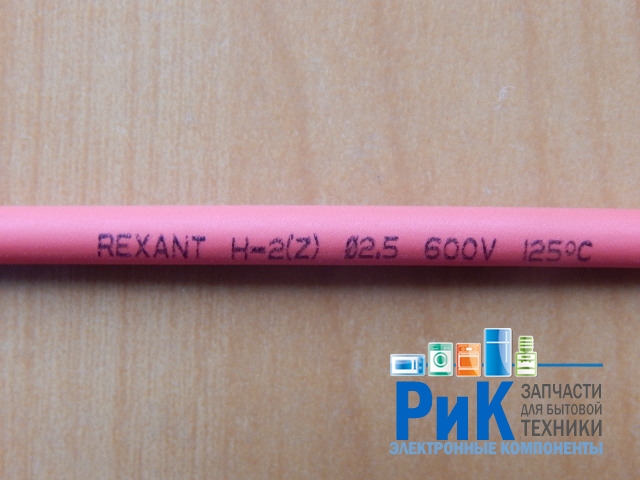 REXANT H-2(Z) Ø2.5 600V 125°C
РиК
ЗАПЧАСТИ
ДЛЯ БЫТОВОЙ
ТЕХНИКИ
ЭЛЕКТРОННЫЕ КОМПОНЕНТЫ